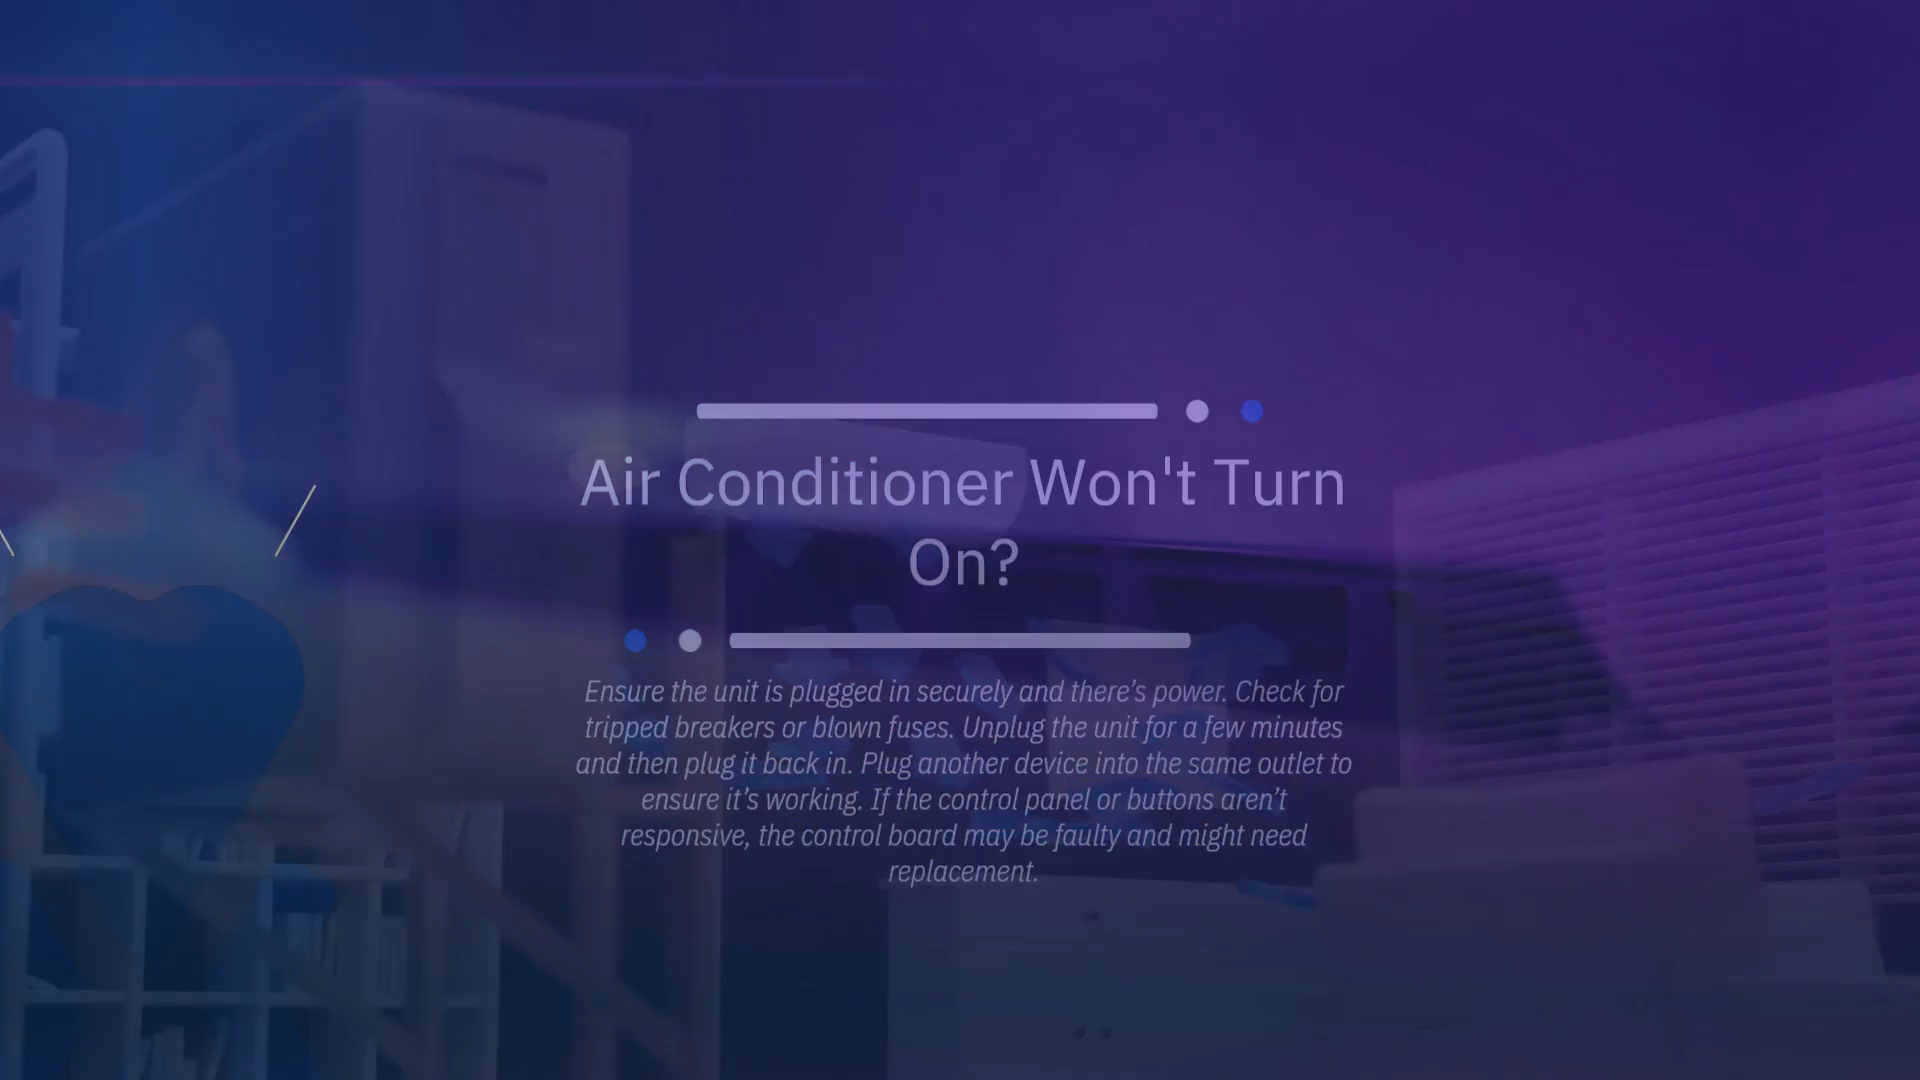 Air Conditioner Won't Turn
On?
Ensure the unit is plugged in securely and there’s power. Check for
tripped breakers or blown fuses. Unplug the unit for a few minutes
and then plug it back in. Plug another device into the same outlet to
ensure it’s working. If the control panel or buttons aren’t
responsive, the control board may be faulty and might need
replacement.